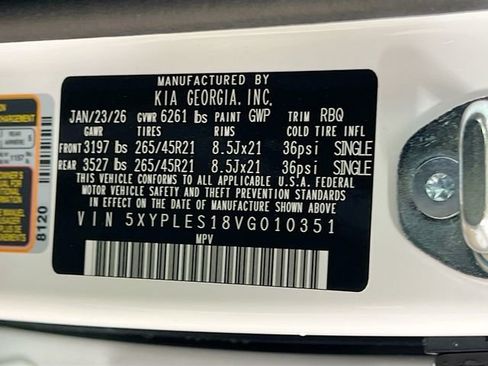 MANUFACTURED BY
KIA GEORGIA, INC.
JAN/23/26 GVWR 6261 lbs PAINT GWP TRIM RBQ
GAWR TIRES RIMS COLD TIRE INFL
FRONT 3197 lbs 265/45R21 8.5Jx21 36psi SINGLE
REAR 3527 lbs 265/45R21 8.5Jx21 36psi SINGLE
THIS VEHICLE CONFORMS TO ALL APPLICABLE U.S.A. FEDERAL
MOTOR VEHICLE SAFETY AND THEFT PREVENTION STANDARDS
IN EFFECT ON THE DATE OF MANUFACTURE SHOWN ABOVE.
VIN 5XYPLES18VG010351
MPV
8120